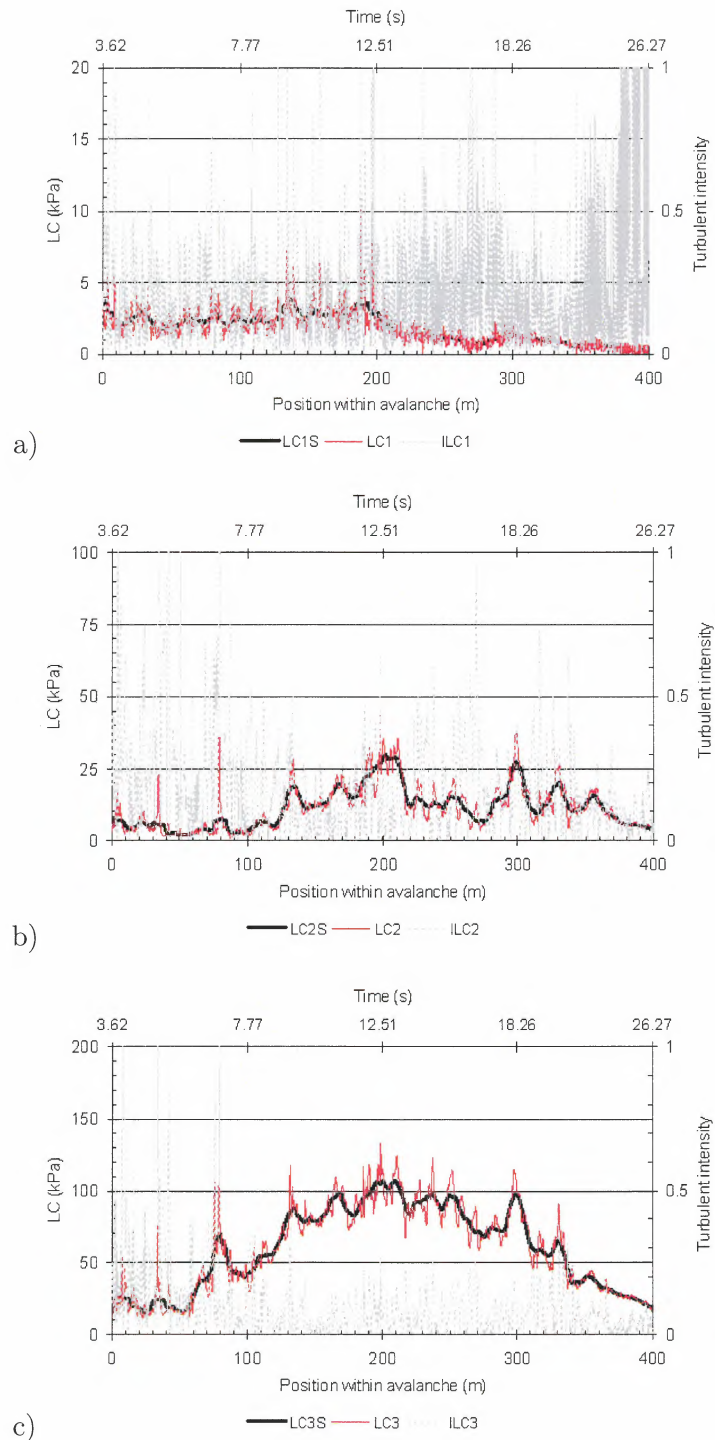 Time (s)
3.62 7.77 12.51 18.26 26.27
20 1
15
10 0.5
5
0 0
LC (kPa)
Turbulent intensity
0 100 200 300 400
Position within avalanche (m)
LC1S LC1 ILC1
a)
Time (s)
3.62 7.77 12.51 18.26 26.27
100 1
75
50 0.5
25
0 0
LC (kPa)
Turbulent intensity
0 100 200 300 400
Position within avalanche (m)
LC2S LC2 ILC2
b)
Time (s)
3.62 7.77 12.51 18.26 26.27
200 1
150
100 0.5
50
0 0
LC (kPa)
Turbulent intensity
0 100 200 300 400
Position within avalanche (m)
LC3S LC3 ILC3
c)